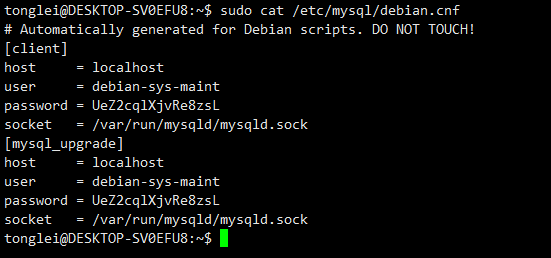 tonglei@DESKTOP-SV0EFU8:~$ sudo cat /etc/mysql/debian.cnf
# Automatically generated for Debian scripts. DO NOT TOUCH!
[client]
host     = localhost
user     = debian-sys-maint
password = UeZ2cqlXjvRe8zsL
socket   = /var/run/mysqld/mysqld.sock
[mysql_upgrade]
host     = localhost
user     = debian-sys-maint
password = UeZ2cqlXjvRe8zsL
socket   = /var/run/mysqld/mysqld.sock
tonglei@DESKTOP-SV0EFU8:~$